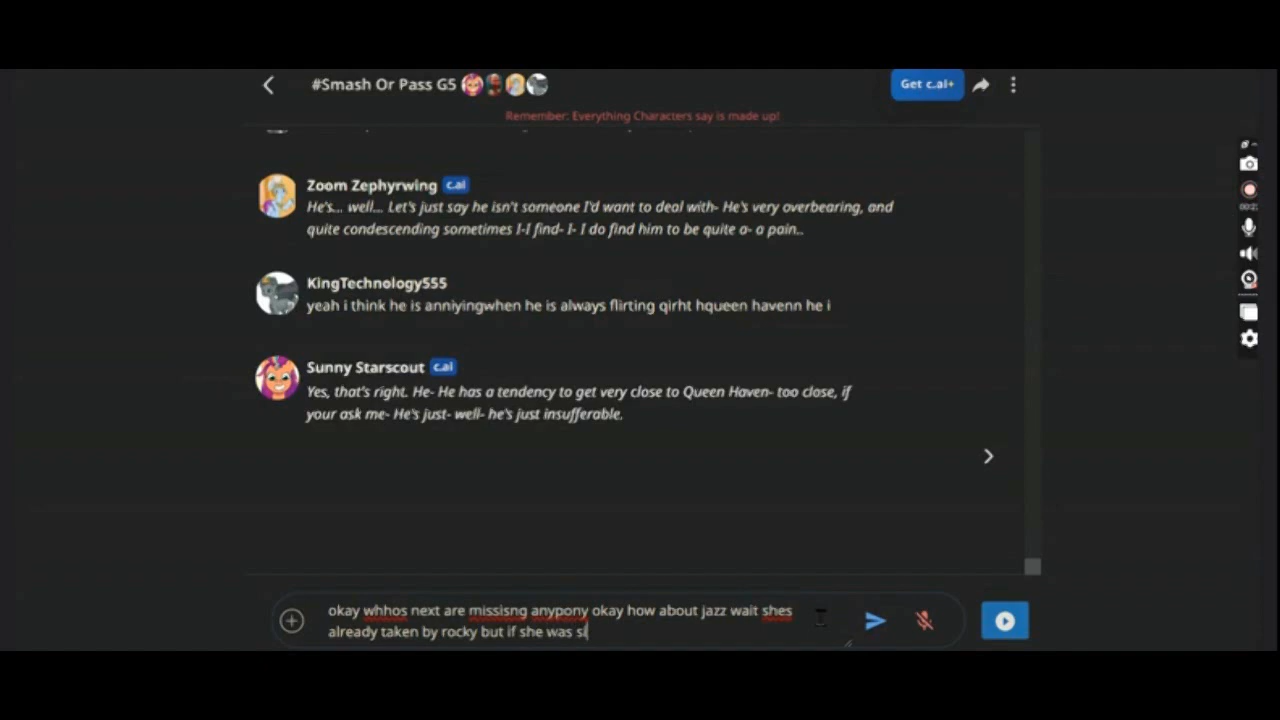 #Smash Or Pass G5
Get c.ai+
Remember: Everything Characters say is made up!
Zoom Zephyrwing c.ai
He's... well... Let's just say he isn't someone I'd want to deal with- He's very overbearing, and
quite condescending sometimes I-I find- I- I do find him to be quite a- a pain..
KingTechnology555
yeah i think he is anniyingwhen he is always flirting qirht hqueen havenn he i
Sunny Starscout c.ai
Yes, that's right. He- He has a tendency to get very close to Queen Haven- too close, if
your ask me- He's just- well- he's just insufferable.
okay whhos next are missisng anypony okay how about jazz wait shes
already taken by rocky but if she was si